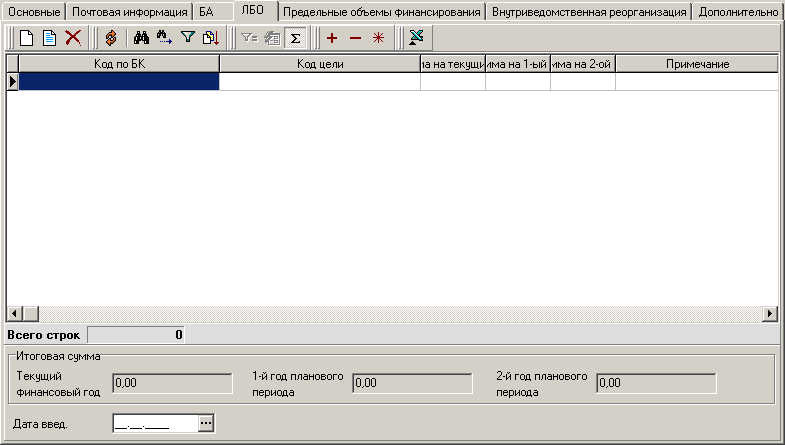 Основные Почтовая информация БА ЛБО Предельные объемы финансирования Внутриведомственная реорганизация Дополнительно
Код по БК Код цели на текущи има на 1-ый има на 2-ой Примечание
Всего строк 0
Итоговая сумма
Текущий финансовый год 0,00 1-й год планового периода 0,00 2-й год планового периода 0,00
Дата введ. __.__.____ ...